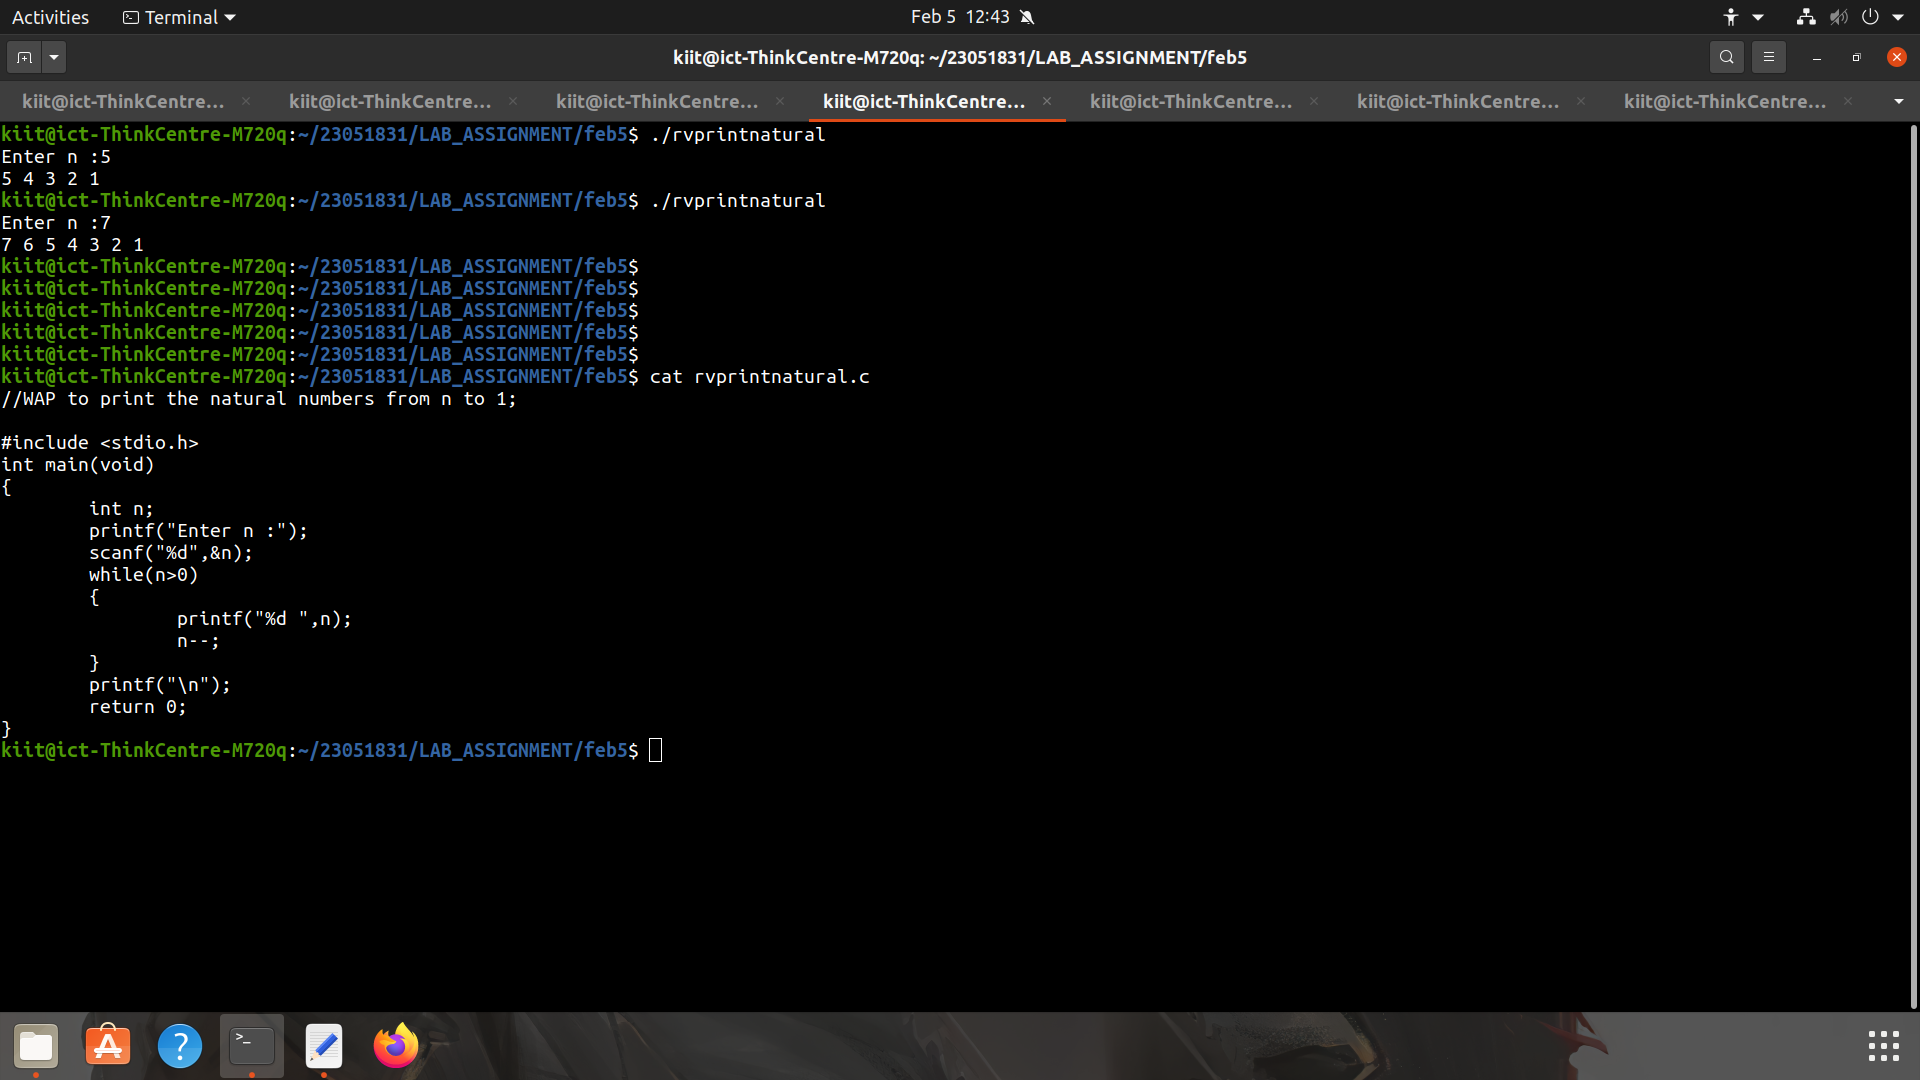 Activities Terminal Feb 5 12:43
kiit@ict-ThinkCentre-M720q: ~/23051831/LAB_ASSIGNMENT/feb5
kiit@ict-ThinkCentre... kiit@ict-ThinkCentre... kiit@ict-ThinkCentre... kiit@ict-ThinkCentre... kiit@ict-ThinkCentre... kiit@ict-ThinkCentre... kiit@ict-ThinkCentre...
kiit@ict-ThinkCentre-M720q:~/23051831/LAB_ASSIGNMENT/feb5$ ./rvprintnatural
Enter n :5
5 4 3 2 1
kiit@ict-ThinkCentre-M720q:~/23051831/LAB_ASSIGNMENT/feb5$ ./rvprintnatural
Enter n :7
7 6 5 4 3 2 1
kiit@ict-ThinkCentre-M720q:~/23051831/LAB_ASSIGNMENT/feb5$
kiit@ict-ThinkCentre-M720q:~/23051831/LAB_ASSIGNMENT/feb5$
kiit@ict-ThinkCentre-M720q:~/23051831/LAB_ASSIGNMENT/feb5$
kiit@ict-ThinkCentre-M720q:~/23051831/LAB_ASSIGNMENT/feb5$
kiit@ict-ThinkCentre-M720q:~/23051831/LAB_ASSIGNMENT/feb5$
kiit@ict-ThinkCentre-M720q:~/23051831/LAB_ASSIGNMENT/feb5$ cat rvprintnatural.c
//WAP to print the natural numbers from n to 1;
#include <stdio.h>
int main(void)
{
        int n;
        printf("Enter n :");
        scanf("%d",&n);
        while(n>0)
        {
                printf("%d ",n);
                n--;
        }
        printf("\n");
        return 0;
}
kiit@ict-ThinkCentre-M720q:~/23051831/LAB_ASSIGNMENT/feb5$